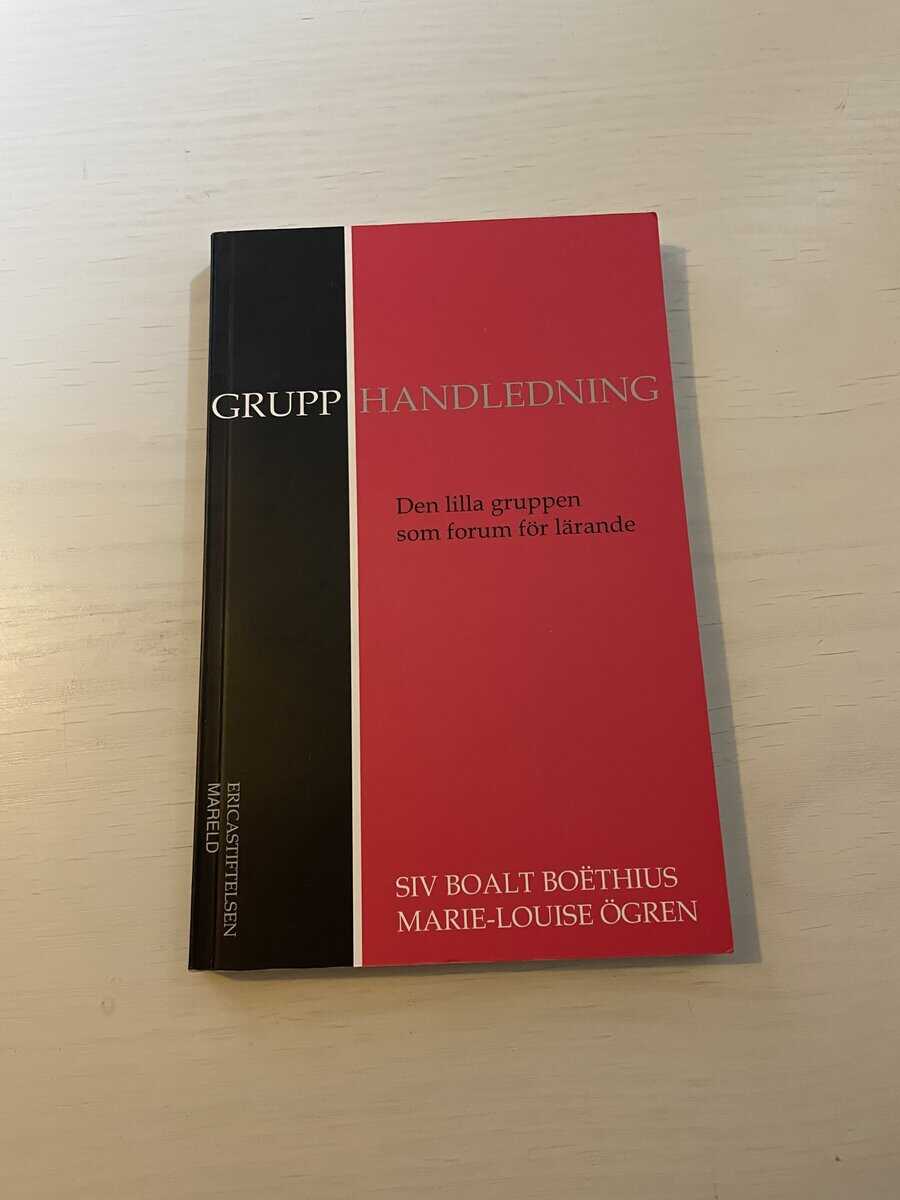 GRUPP HANDLEDNING
Den lilla gruppen
som forum för lärande
SIV BOALT BOËTHIUS
MARIE-LOUISE ÖGREN
ERICASTIFTELSEN
MARELD